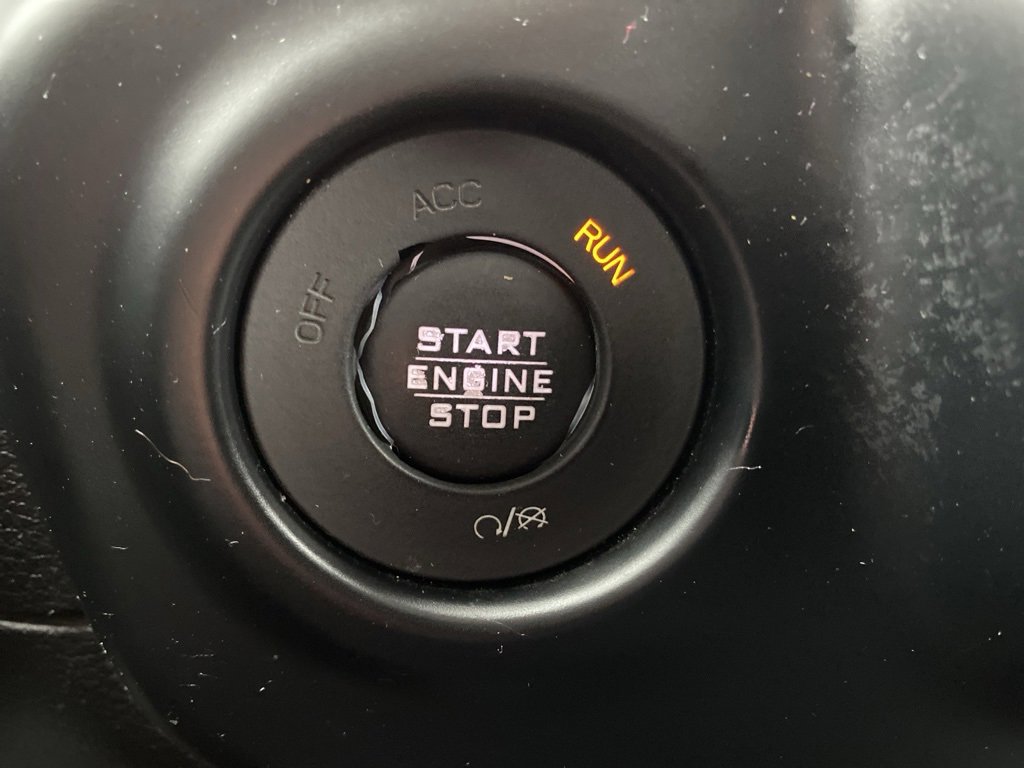 ACC
RUN
OFF
START
ENGINE
STOP